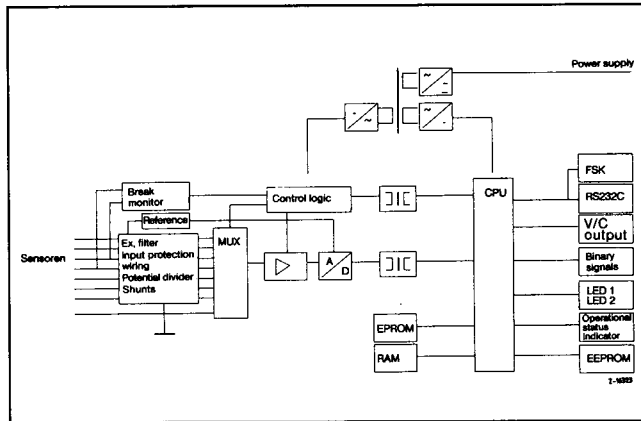 Power supply
Break
monitor
Control logic
CPU
FSK
RS232C
Reference
MUX
V/C
output
Sensoren
Ex, filter
input protection
wiring
Potential divider
Shunts
A
D
Binary
signals
LED 1
LED 2
EPROM
Operational
status
indicator
RAM
EEPROM